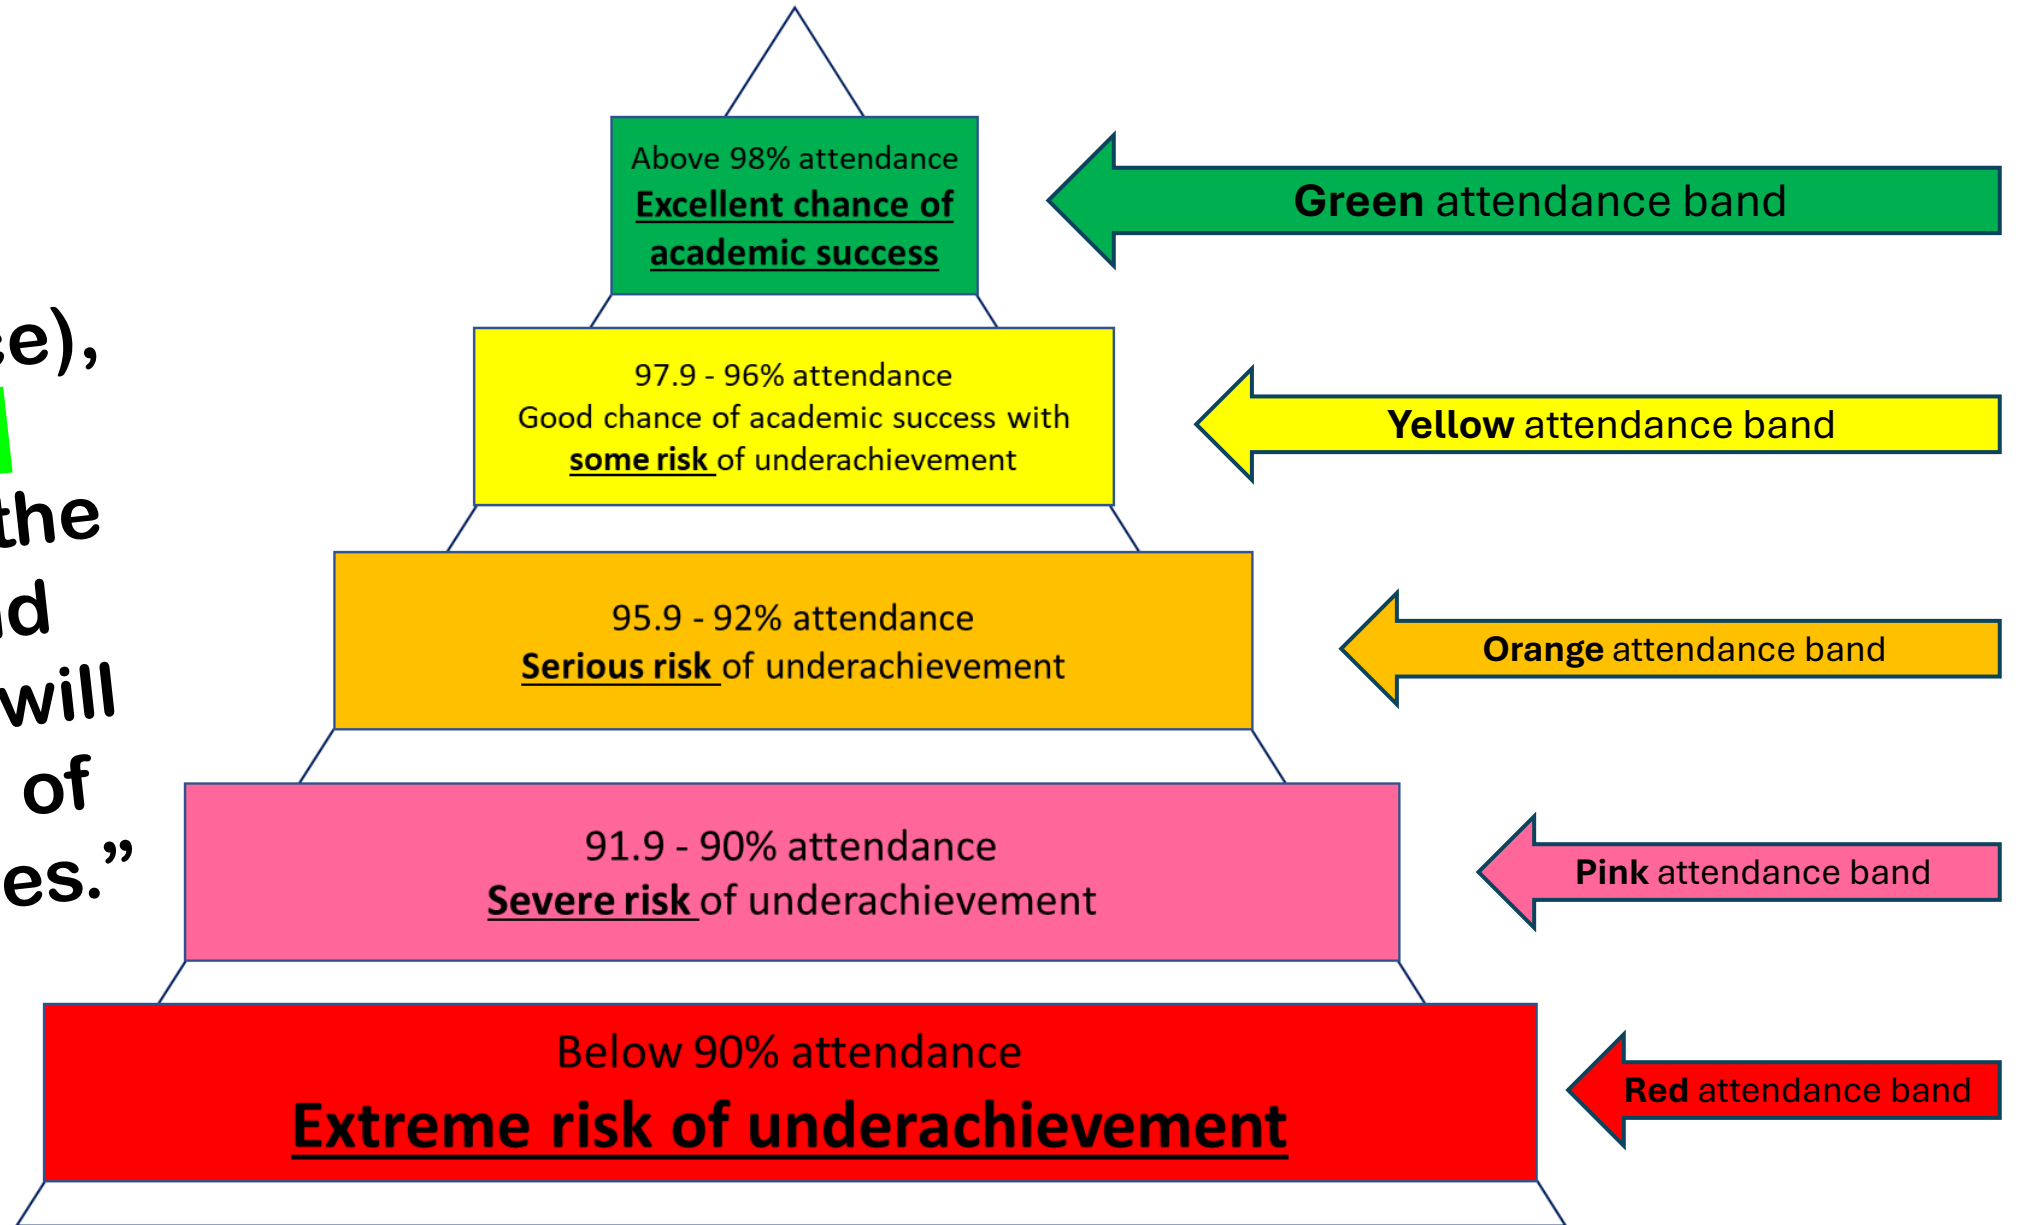 ce),
the
nd
will
of
es.”
Above 98% attendance
Excellent chance of
academic success
Green attendance band
97.9 - 96% attendance
Good chance of academic success with
some risk of underachievement
Yellow attendance band
95.9 - 92% attendance
Serious risk of underachievement
Orange attendance band
91.9 - 90% attendance
Severe risk of underachievement
Pink attendance band
Below 90% attendance
Extreme risk of underachievement
Red attendance band